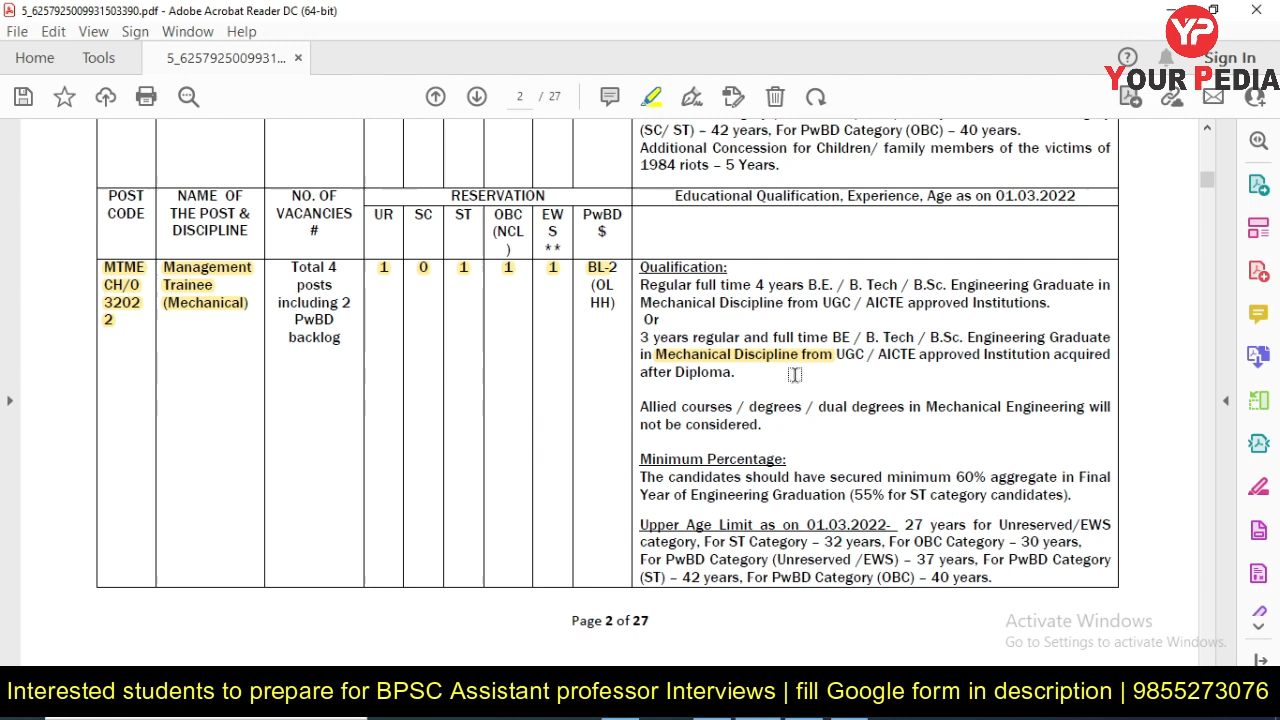 5_6257925009931503390.pdf - Adobe Acrobat Reader DC (64-bit)
File Edit View Sign Window Help
YP
YOUR PEDIA
Home Tools 5_6257925009931... × Sign In
2 / 27
(SC/ ST) – 42 years, For PwBD Category (OBC) – 40 years.
Additional Concession for Children/ family members of the victims of
1984 riots – 5 Years.
POST CODE
NAME OF THE POST & DISCIPLINE
NO. OF VACANCIES #
RESERVATION
Educational Qualification, Experience, Age as on 01.03.2022
UR
SC
ST
OBC (NCL )
EW S **
PwBD $
MTME CH/0 3202 2
Management Trainee (Mechanical)
Total 4 posts including 2 PwBD backlog
1
0
1
1
1
BL-2 (OL HH)
Qualification:
Regular full time 4 years B.E. / B. Tech / B.Sc. Engineering Graduate in
Mechanical Discipline from UGC / AICTE approved Institutions.
Or
3 years regular and full time BE / B. Tech / B.Sc. Engineering Graduate
in Mechanical Discipline from UGC / AICTE approved Institution acquired
after Diploma.
Allied courses / degrees / dual degrees in Mechanical Engineering will
not be considered.
Minimum Percentage:
The candidates should have secured minimum 60% aggregate in Final
Year of Engineering Graduation (55% for ST category candidates).
Upper Age Limit as on 01.03.2022- 27 years for Unreserved/EWS
category, For ST Category – 32 years, For OBC Category – 30 years,
For PwBD Category (Unreserved /EWS) – 37 years, For PwBD Category
(ST) – 42 years, For PwBD Category (OBC) – 40 years.
Page 2 of 27
Activate Windows
Go to Settings to activate Windows.
Interested students to prepare for BPSC Assistant professor Interviews | fill Google form in description | 9855273076